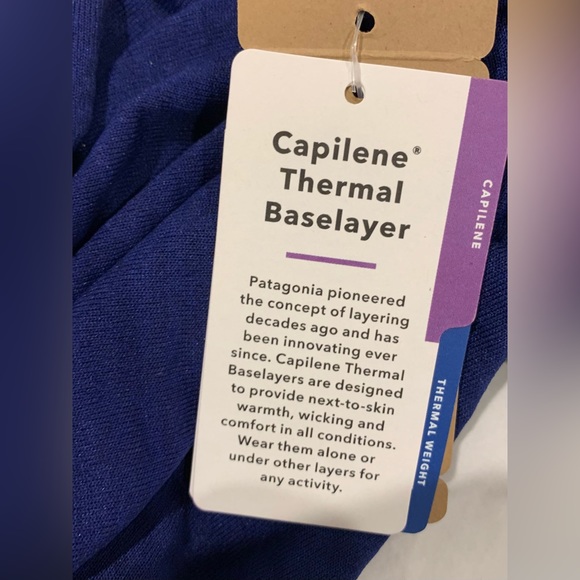 Capilene®
Thermal
Baselayer
Patagonia pioneered
the concept of layering
decades ago and has
been innovating ever
since. Capilene Thermal
Baselayers are designed
to provide next-to-skin
warmth, wicking and
comfort in all conditions.
Wear them alone or
under other layers for
any activity.
CAPILENE
THERMAL WEIGHT